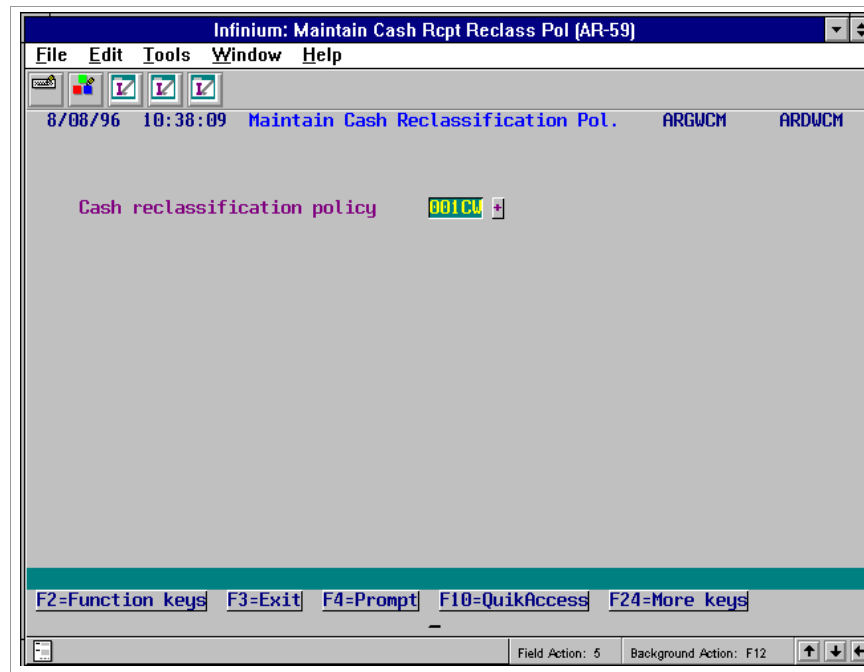 Infinium: Maintain Cash Rcpt Reclass Pol (AR-59)
File Edit Tools Window Help
8/08/96 10:38:09 Maintain Cash Reclassification Pol. ARGWCM ARDWCM
Cash reclassification policy 001CW +
F2=Function keys F3=Exit F4=Prompt F10=QuikAccess F24=More keys
Field Action: 5 Background Action: F12